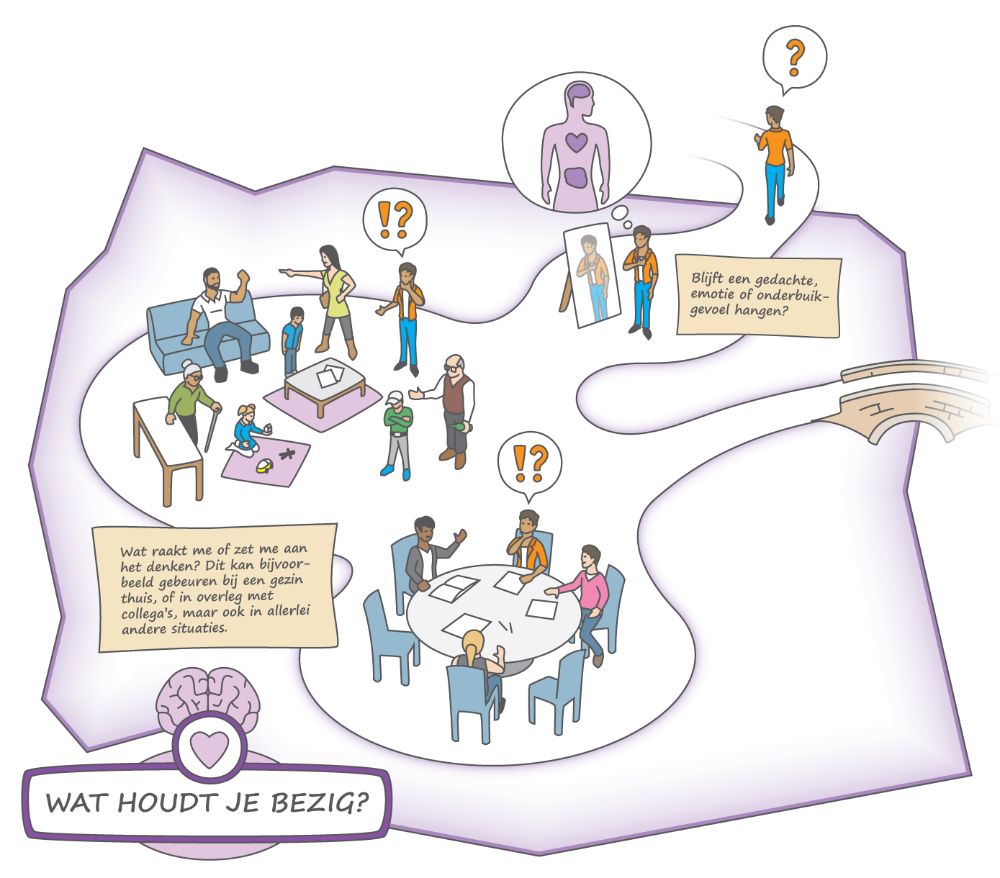 ?
!?
Blijft een gedachte,
emotie of onderbuik-
gevoel hangen?
!?
Wat raakt me of zet me aan
het denken? Dit kan bijvoor-
beeld gebeuren bij een gezin
thuis, of in overleg met
collega's, maar ook in allerlei
andere situaties.
WAT HOUDT JE BEZIG?